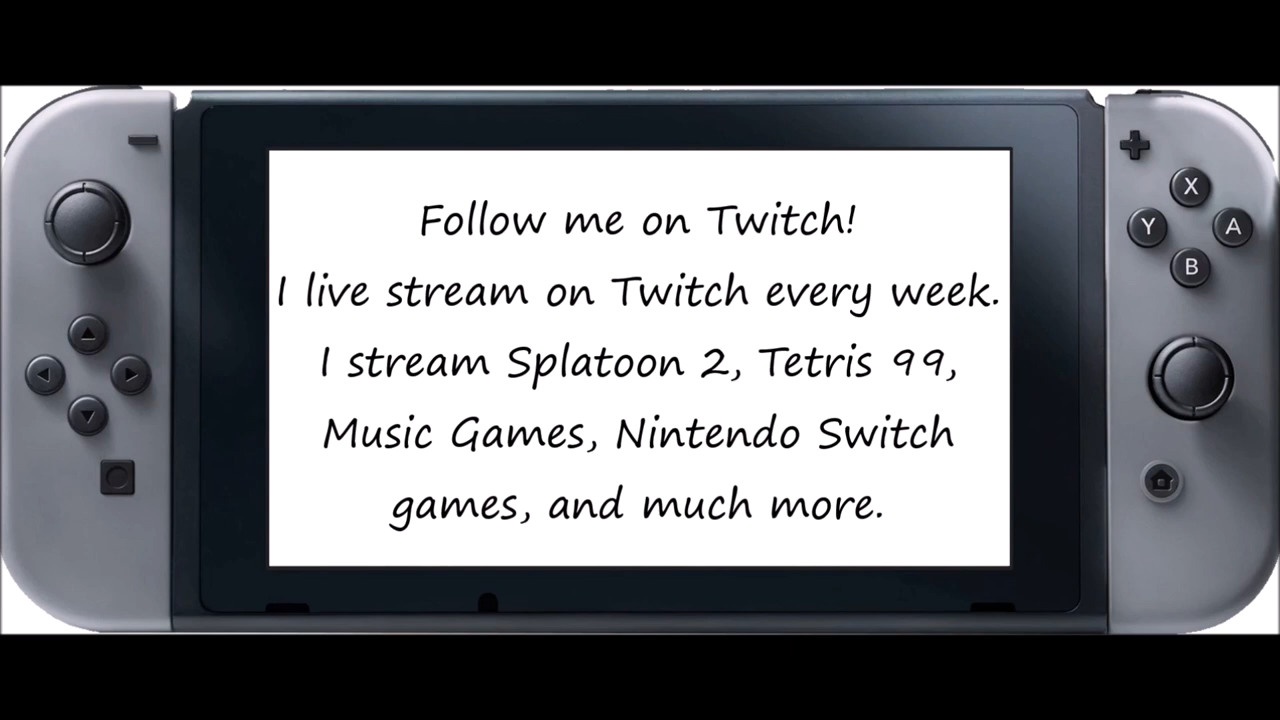 Follow me on Twitch!
I live stream on Twitch every week.
I stream Splatoon 2, Tetris 99,
Music Games, Nintendo Switch
games, and much more.
X
Y
A
B